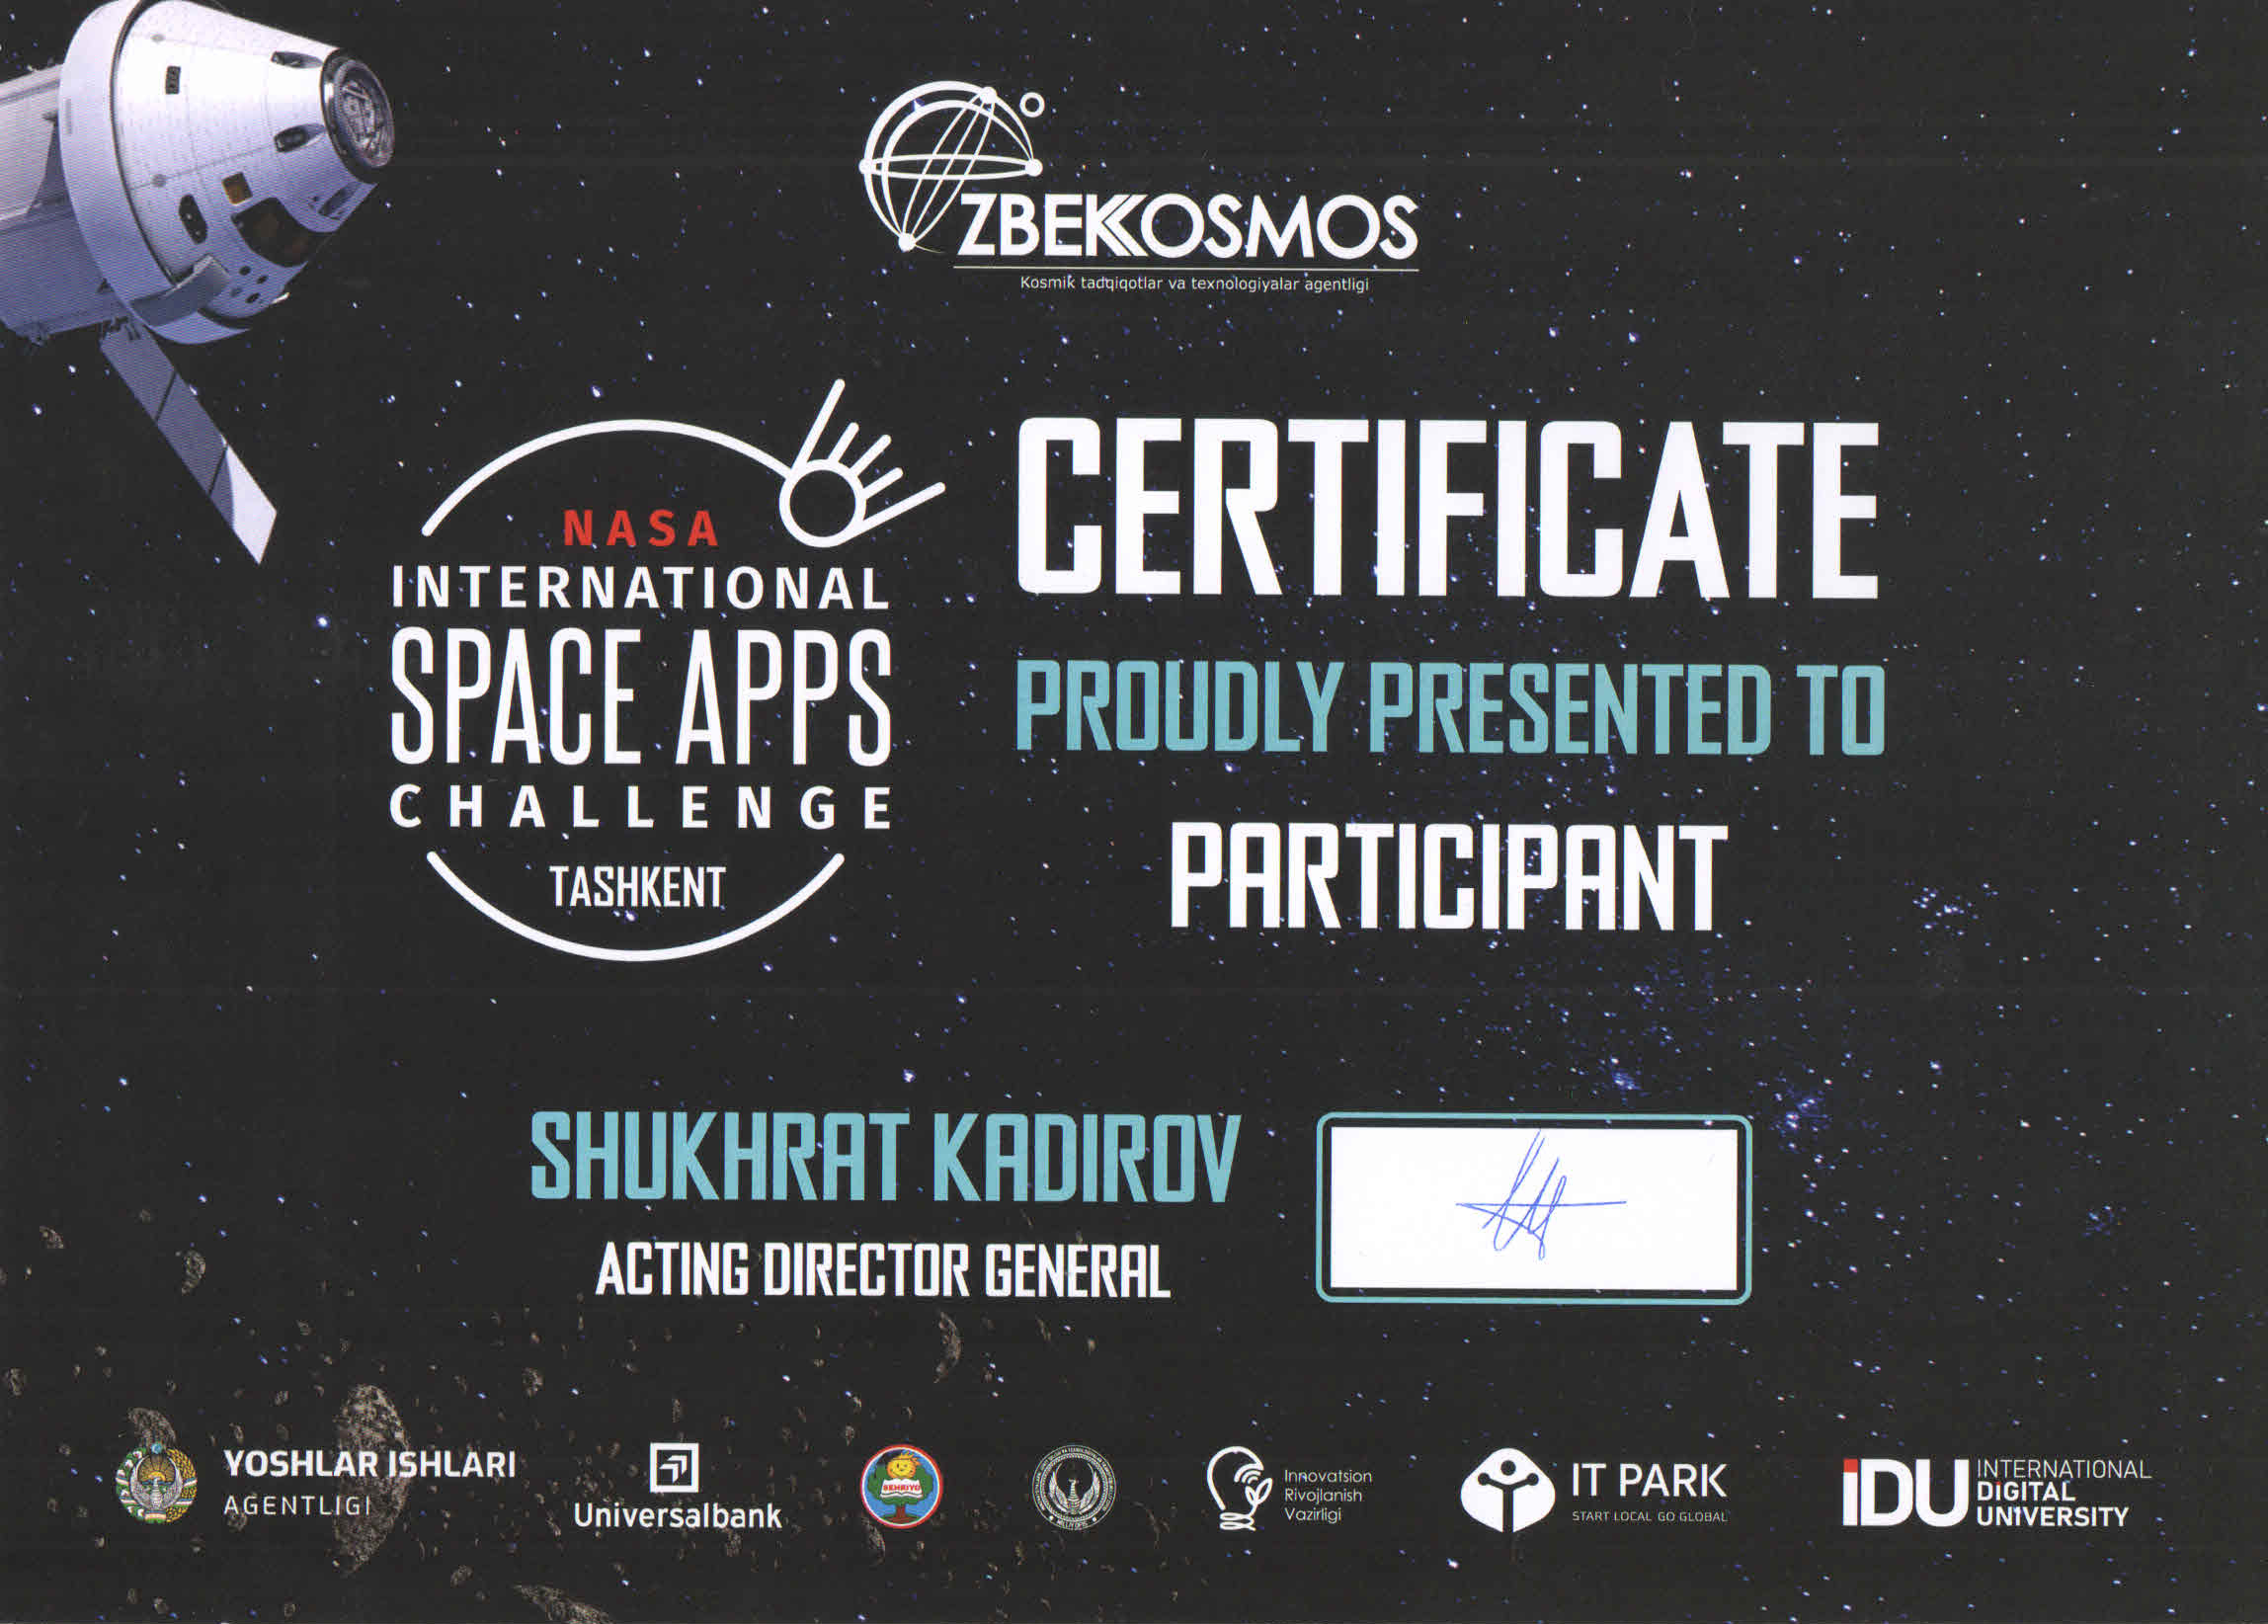 ZBEKKOSMOS
Kosmik tadqiqotlar va texnologiyalar agentligi
NASA
INTERNATIONAL
SPACE APPS
CHALLENGE
TASHKENT
CERTIFICATE
PROUDLY PRESENTED TO
PARTICIPANT
SHUKHRAT KADIROV
ACTING DIRECTOR GENERAL
YOSHLAR ISHLARI
AGENTLIGI
Universalbank
BEHRIYO
Innovatsion
Rivojlanish
Vazirligi
IT PARK
START LOCAL GO GLOBAL
IDU
INTERNATIONAL
DIGITAL
UNIVERSITY